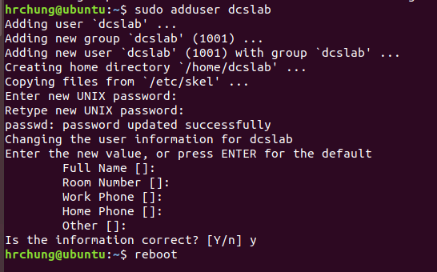 hrchung@ubuntu:~$ sudo adduser dcslab
Adding user `dcslab' ...
Adding new group `dcslab' (1001) ...
Adding new user `dcslab' (1001) with group `dcslab' ...
Creating home directory `/home/dcslab' ...
Copying files from `/etc/skel' ...
Enter new UNIX password:
Retype new UNIX password:
passwd: password updated successfully
Changing the user information for dcslab
Enter the new value, or press ENTER for the default
        Full Name []:
        Room Number []:
        Work Phone []:
        Home Phone []:
        Other []:
Is the information correct? [Y/n] y
hrchung@ubuntu:~$ reboot